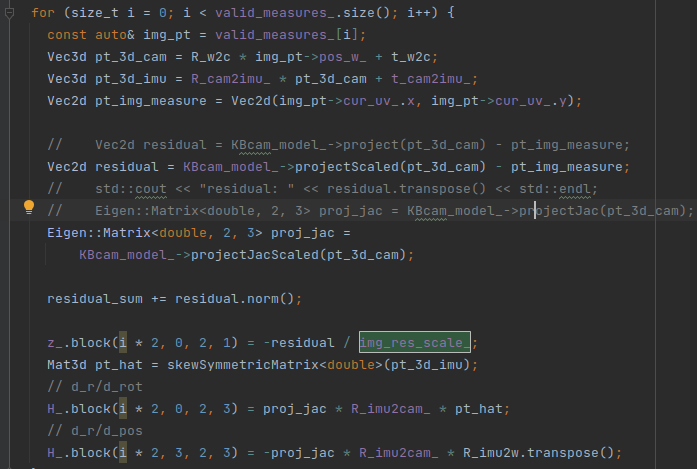 for (size_t i = 0; i < valid_measures_.size(); i++) {
const auto& img_pt = valid_measures_[i];
Vec3d pt_3d_cam = R_w2c * img_pt->pos_w_ + t_w2c;
Vec3d pt_3d_imu = R_cam2imu_ * pt_3d_cam + t_cam2imu_;
Vec2d pt_img_measure = Vec2d(img_pt->cur_uv_.x, img_pt->cur_uv_.y);
//    Vec2d residual = KBcam_model_->project(pt_3d_cam) - pt_img_measure;
Vec2d residual = KBcam_model_->projectScaled(pt_3d_cam) - pt_img_measure;
//    std::cout << "residual: " << residual.transpose() << std::endl;
//    Eigen::Matrix<double, 2, 3> proj_jac = KBcam_model_->projectJac(pt_3d_cam);
Eigen::Matrix<double, 2, 3> proj_jac =
KBcam_model_->projectJacScaled(pt_3d_cam);
residual_sum += residual.norm();
z_.block(i * 2, 0, 2, 1) = -residual / img_res_scale_;
Mat3d pt_hat = skewSymmetricMatrix<double>(pt_3d_imu);
// d_r/d_rot
H_.block(i * 2, 0, 2, 3) = proj_jac * R_imu2cam_ * pt_hat;
// d_r/d_pos
H_.block(i * 2, 3, 2, 3) = -proj_jac * R_imu2cam_ * R_imu2w.transpose();